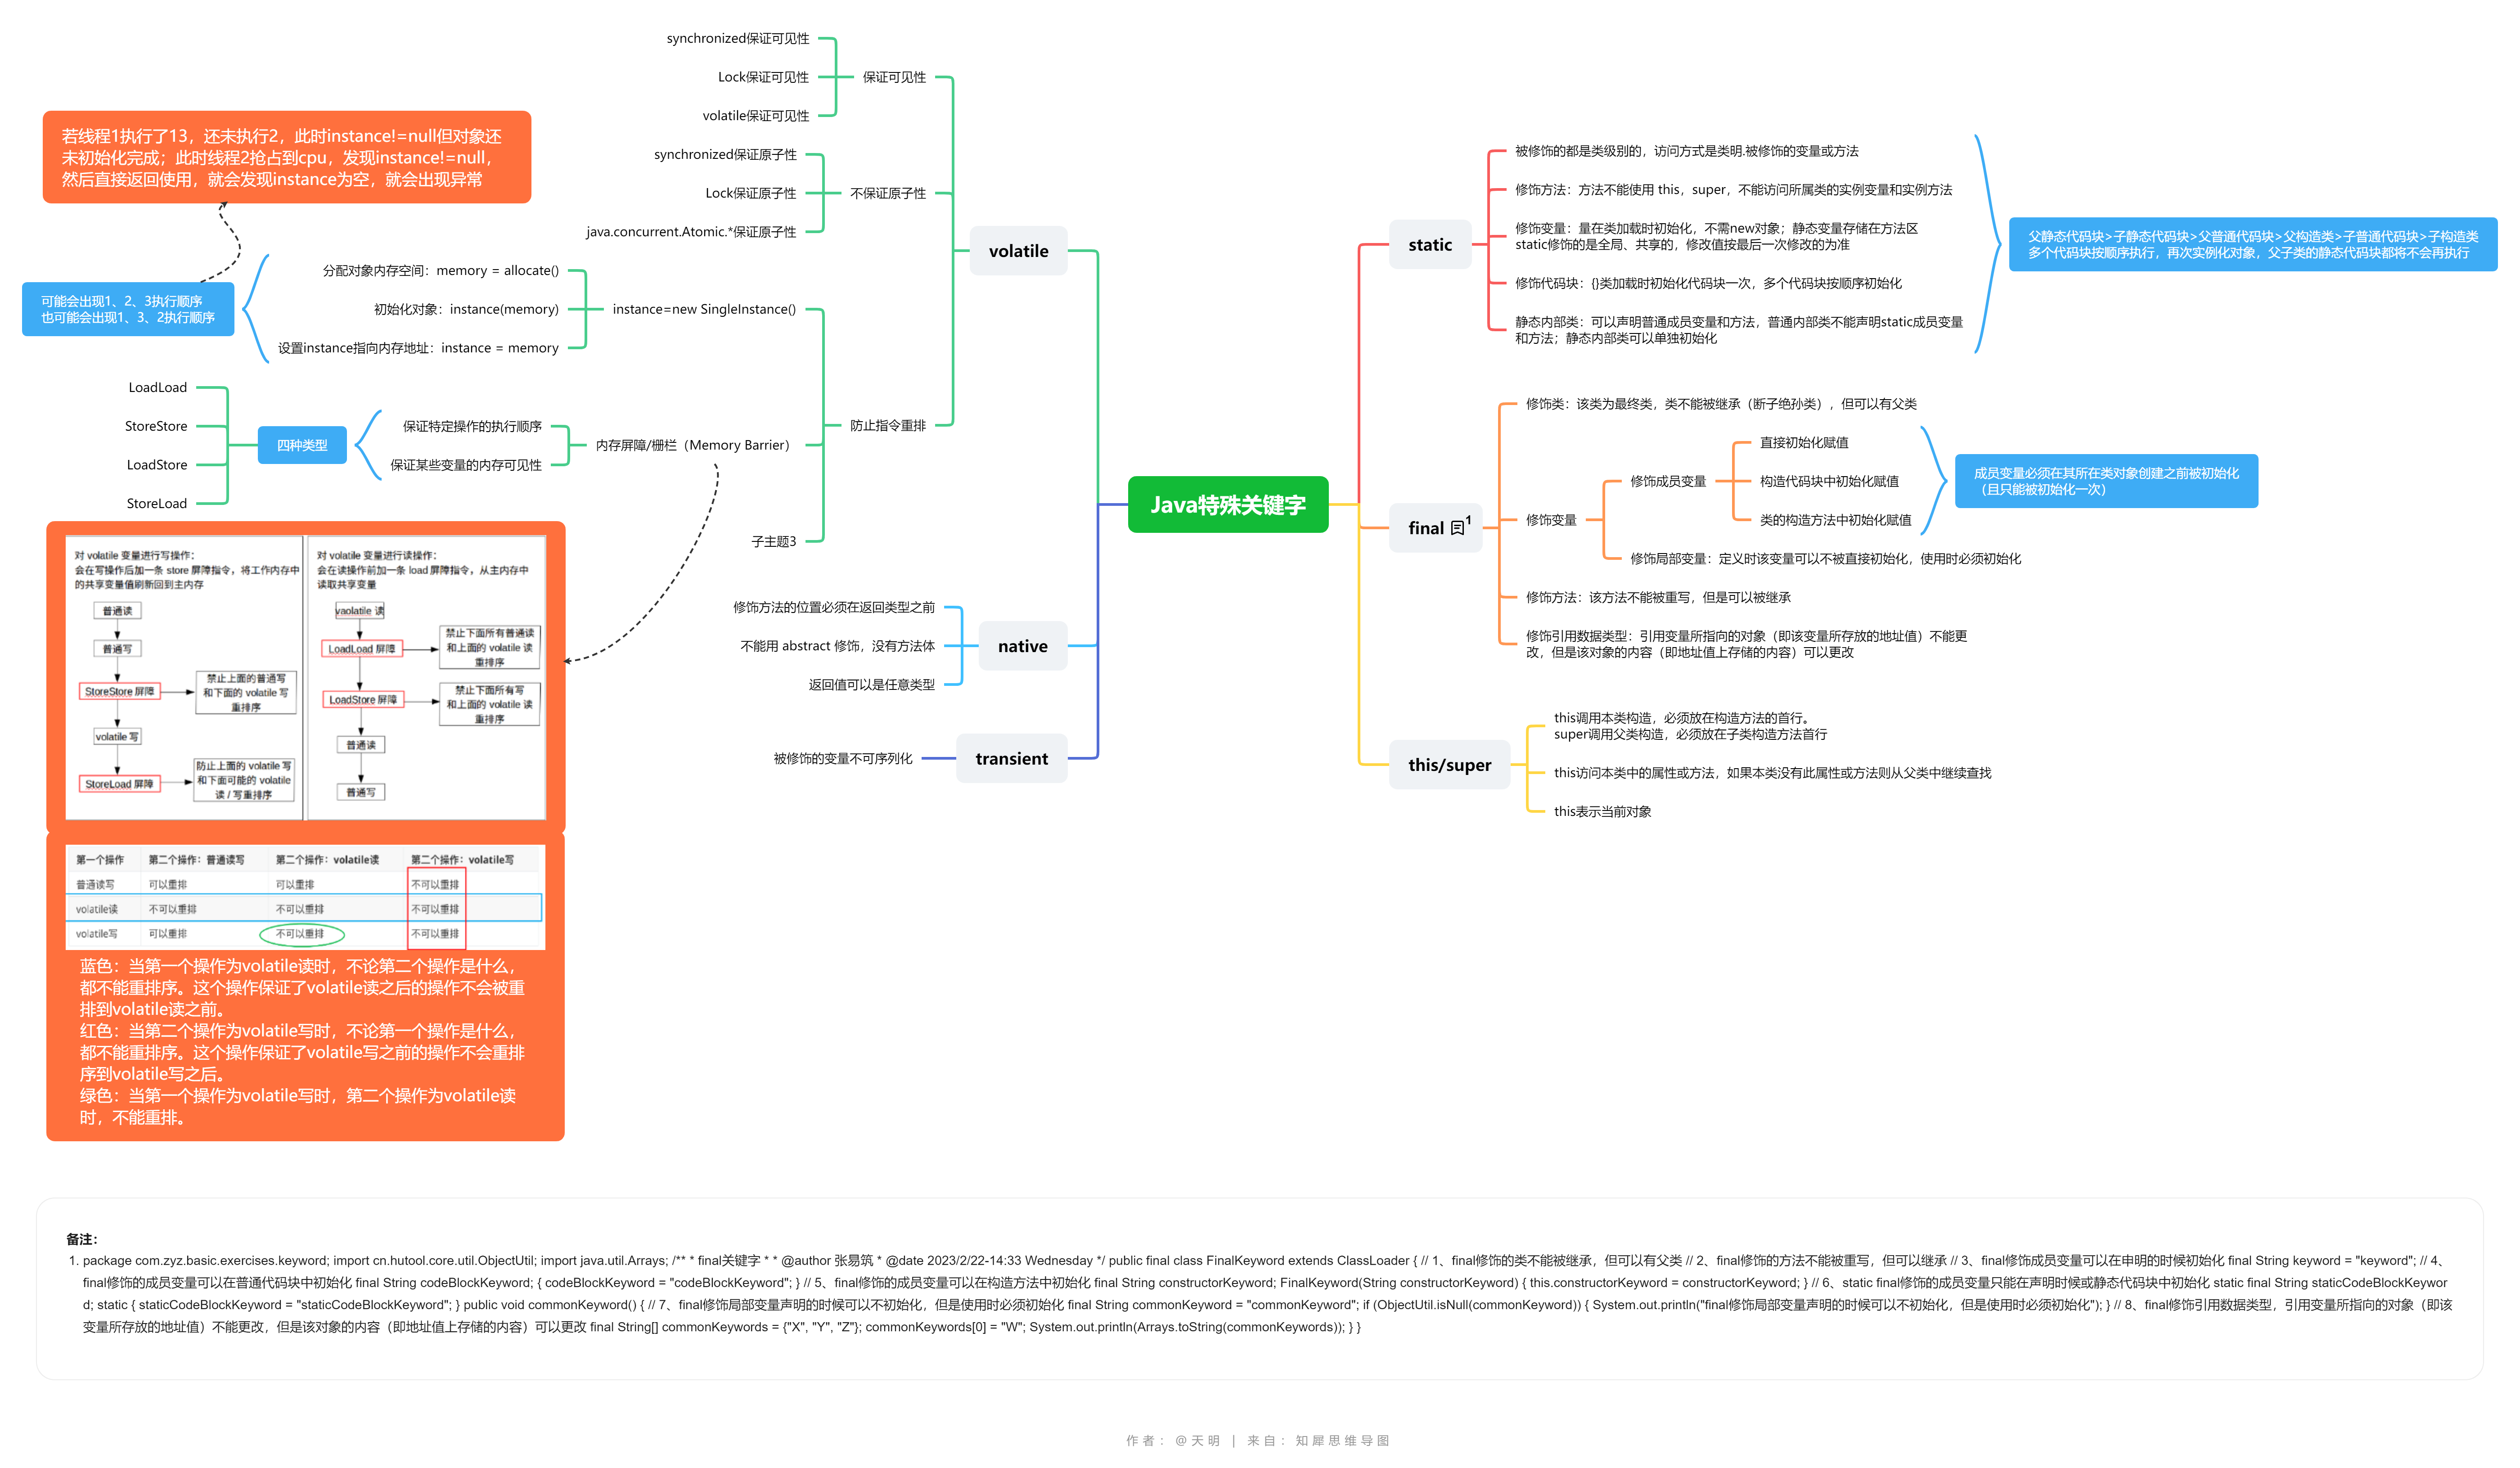 Java特殊关键字
volatile
保证可见性
synchronized保证可见性
Lock保证可见性
volatile保证可见性
不保证原子性
synchronized保证原子性
Lock保证原子性
java.concurrent.Atomic.*保证原子性
防止指令重排
instance=new SingleInstance()
分配对象内存空间：memory = allocate()
初始化对象：instance(memory)
设置instance指向内存地址：instance = memory
可能会出现1、2、3执行顺序
也可能会出现1、3、2执行顺序
若线程1执行了13，还未执行2，此时instance!=null但对象还
未初始化完成；此时线程2抢占到cpu，发现instance!=null，
然后直接返回使用，就会发现instance为空，就会出现异常
内存屏障/栅栏（Memory Barrier）
保证特定操作的执行顺序
保证某些变量的内存可见性
四种类型
LoadLoad
StoreStore
LoadStore
StoreLoad
子主题3
对 volatile 变量进行写操作：
会在写操作后加一条 store 屏障指令，将工作内存中
的共享变量值刷新回到主内存
普通读
普通写
StoreStore 屏障
禁止上面的普通写
和下面的 volatile 写
重排序
volatile 写
StoreLoad 屏障
防止上面的 volatile 写
和下面可能的 volatile
读 / 写重排序
对 volatile 变量进行读操作：
会在读操作前加一条 load 屏障指令，从主内存中
读取共享变量
vaolatile 读
LoadLoad 屏障
禁止下面所有普通读
和上面的 volatile 读
重排序
LoadStore 屏障
禁止下面所有写
和上面的 volatile 读
重排序
普通读
普通写
第一个操作 第二个操作：普通读写 第二个操作：volatile读 第二个操作：volatile写
普通读写 可以重排 可以重排 不可以重排
volatile读 不可以重排 不可以重排 不可以重排
volatile写 可以重排 不可以重排 不可以重排
蓝色：当第一个操作为volatile读时，不论第二个操作是什么，
都不能重排序。这个操作保证了volatile读之后的操作不会被重
排到volatile读之前。
红色：当第二个操作为volatile写时，不论第一个操作是什么，
都不能重排序。这个操作保证了volatile写之前的操作不会重排
序到volatile写之后。
绿色：当第一个操作为volatile写时，第二个操作为volatile读
时，不能重排。
native
修饰方法的位置必须在返回类型之前
不能用 abstract 修饰，没有方法体
返回值可以是任意类型
transient
被修饰的变量不可序列化
static
被修饰的都是类级别的，访问方式是类明.被修饰的变量或方法
修饰方法：方法不能使用 this，super，不能访问所属类的实例变量和实例方法
修饰变量：量在类加载时初始化，不需new对象；静态变量存储在方法区
static修饰的是全局、共享的，修改值按最后一次修改的为准
修饰代码块：{}类加载时初始化代码块一次，多个代码块按顺序初始化
静态内部类：可以声明普通成员变量和方法，普通内部类不能声明static成员变量
和方法；静态内部类可以单独初始化
父静态代码块>子静态代码块>父普通代码块>父构造类>子普通代码块>子构造类
多个代码块按顺序执行，再次实例化对象，父子类的静态代码块都将不会再执行
final 1
修饰类：该类为最终类，类不能被继承（断子绝孙类），但可以有父类
修饰变量
修饰成员变量
直接初始化赋值
构造代码块中初始化赋值
类的构造方法中初始化赋值
成员变量必须在其所在类对象创建之前被初始化
（且只能被初始化一次）
修饰局部变量：定义时该变量可以不被直接初始化，使用时必须初始化
修饰方法：该方法不能被重写，但是可以被继承
修饰引用数据类型：引用变量所指向的对象（即该变量所存放的地址值）不能更
改，但是该对象的内容（即地址值上存储的内容）可以更改
this/super
this调用本类构造，必须放在构造方法的首行。
super调用父类构造，必须放在子类构造方法首行
this访问本类中的属性或方法，如果本类没有此属性或方法则从父类中继续查找
this表示当前对象
备注：
1. package com.zyz.basic.exercises.keyword; import cn.hutool.core.util.ObjectUtil; import java.util.Arrays; /** * final关键字 * * @author 张易筑 * @date 2023/2/22-14:33 Wednesday */ public final class FinalKeyword extends ClassLoader { // 1、final修饰的类不能被继承，但可以有父类 // 2、final修饰的方法不能被重写，但可以继承 // 3、final修饰成员变量可以在申明的时候初始化 final String keyword = "keyword"; // 4、
final修饰的成员变量可以在普通代码块中初始化 final String codeBlockKeyword; { codeBlockKeyword = "codeBlockKeyword"; } // 5、final修饰的成员变量可以在构造方法中初始化 final String constructorKeyword; FinalKeyword(String constructorKeyword) { this.constructorKeyword = constructorKeyword; } // 6、static final修饰的成员变量只能在声明时候或静态代码块中初始化 static final String staticCodeBlockKeywor
d; static { staticCodeBlockKeyword = "staticCodeBlockKeyword"; } public void commonKeyword() { // 7、final修饰局部变量声明的时候可以不初始化，但是使用时必须初始化 final String commonKeyword = "commonKeyword"; if (ObjectUtil.isNull(commonKeyword)) { System.out.println("final修饰局部变量声明的时候可以不初始化，但是使用时必须初始化"); } // 8、final修饰引用数据类型，引用变量所指向的对象（即该
变量所存放的地址值）不能更改，但是该对象的内容（即地址值上存储的内容）可以更改 final String[] commonKeywords = {"X", "Y", "Z"}; commonKeywords[0] = "W"; System.out.println(Arrays.toString(commonKeywords)); } }
作者：@天明 | 来自：知犀思维导图